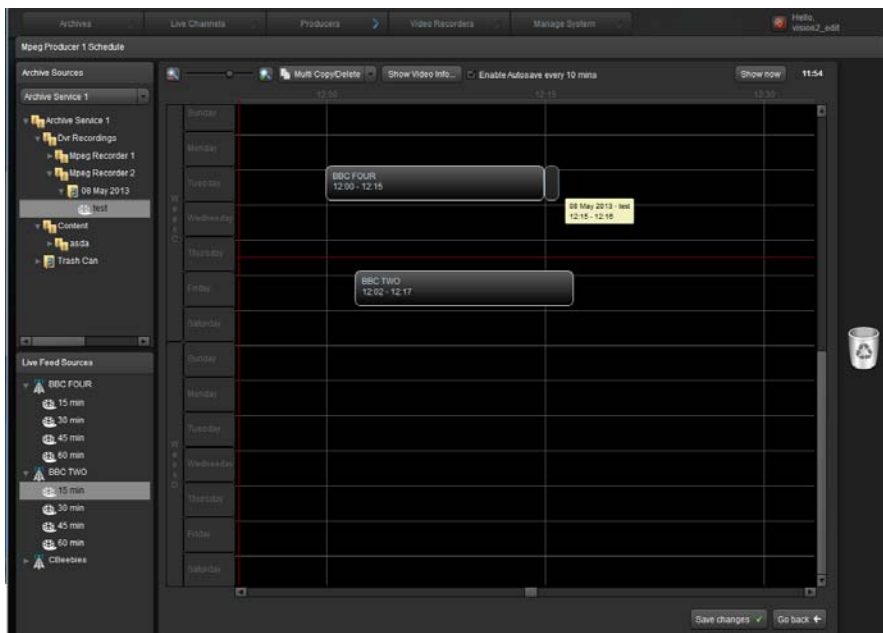 Archives
Live Channels
Producers
Video Recorders
Manage System
Hello,
vision2_edit
Mpeg Producer 1 Schedule
Archive Sources
Archive Service 1
Archive Service 1
Dvr Recordings
Mpeg Recorder 1
Mpeg Recorder 2
08 May 2013
test
Content
asda
Trash Can
Live Feed Sources
BBC FOUR
15 min
30 min
45 min
60 min
BBC TWO
15 min
30 min
45 min
60 min
CBeebies
Multi Copy/Delete
Show Video Info...
Enable Autosave every 10 mins
Show now
11:54
12:00
12:15
12:30
Week C
Sunday
Monday
Tuesday
Wednesday
Thursday
Friday
Saturday
BBC FOUR
12:00 - 12:15
08 May 2013 - test
12:15 - 12:16
BBC TWO
12:02 - 12:17
Week D
Sunday
Monday
Tuesday
Wednesday
Thursday
Friday
Saturday
Save changes
Go back